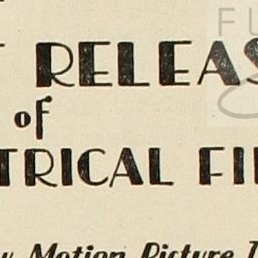 RELEAS
of
TRICAL FI
Motion Picture